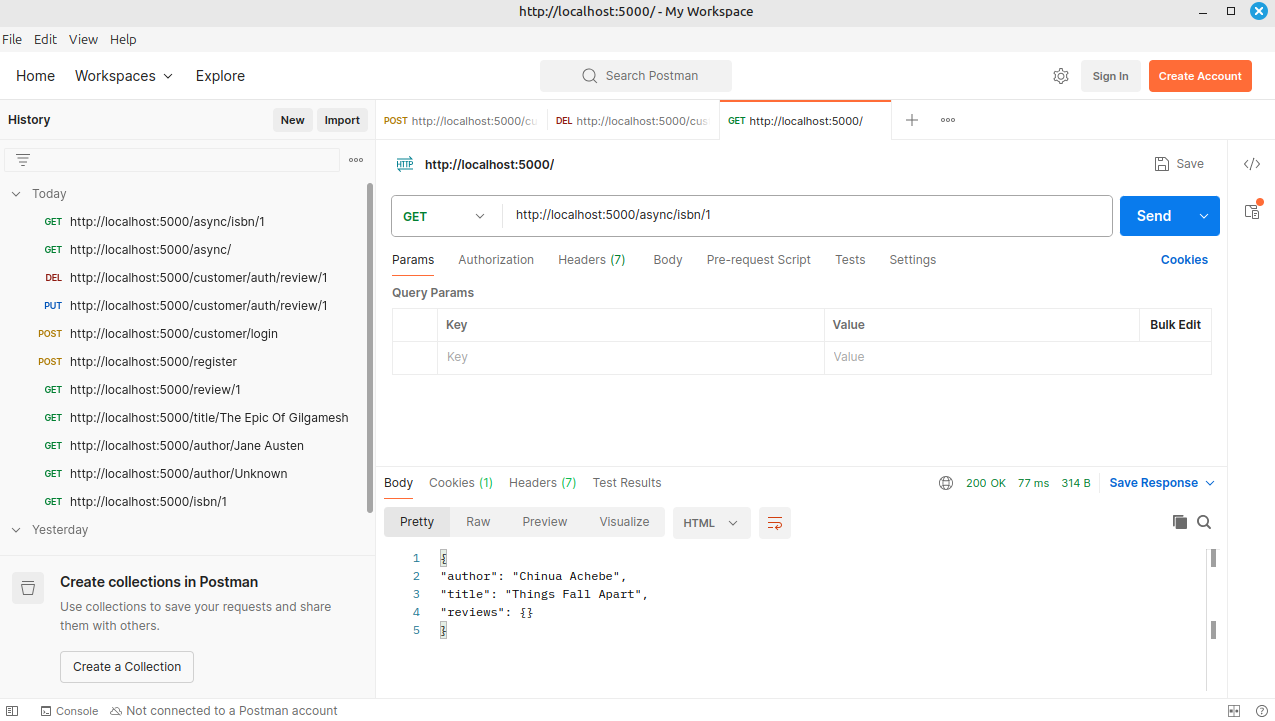 http://localhost:5000/ - My Workspace
File Edit View Help
Home Workspaces Explore Search Postman Sign In Create Account
History New Import
POST http://localhost:5000/cu DEL http://localhost:5000/cus GET http://localhost:5000/
HTTP http://localhost:5000/ Save
Today
GET http://localhost:5000/async/isbn/1
GET http://localhost:5000/async/
DEL http://localhost:5000/customer/auth/review/1
PUT http://localhost:5000/customer/auth/review/1
POST http://localhost:5000/customer/login
POST http://localhost:5000/register
GET http://localhost:5000/review/1
GET http://localhost:5000/title/The Epic Of Gilgamesh
GET http://localhost:5000/author/Jane Austen
GET http://localhost:5000/author/Unknown
GET http://localhost:5000/isbn/1
Yesterday
Create collections in Postman
Use collections to save your requests and share
them with others.
Create a Collection
GET http://localhost:5000/async/isbn/1 Send
Params Authorization Headers (7) Body Pre-request Script Tests Settings Cookies
Query Params
Key Value Bulk Edit
Key Value
Body Cookies (1) Headers (7) Test Results 200 OK 77 ms 314 B Save Response
Pretty Raw Preview Visualize HTML
1 {
2 "author": "Chinua Achebe",
3 "title": "Things Fall Apart",
4 "reviews": {}
5 }
Console Not connected to a Postman account